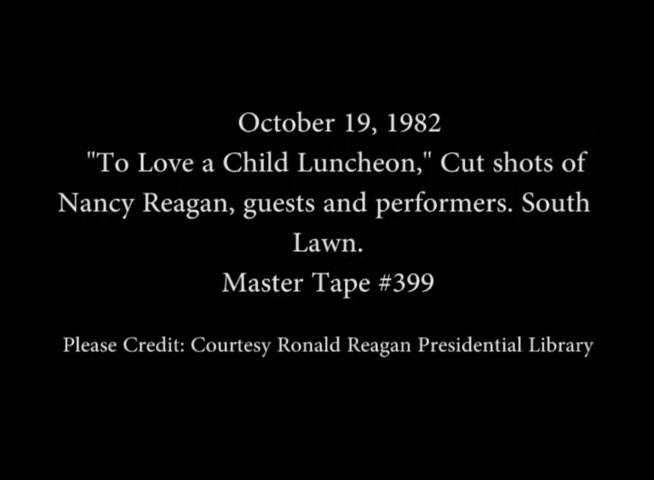 October 19, 1982
"To Love a Child Luncheon," Cut shots of
Nancy Reagan, guests and performers. South
Lawn.
Master Tape #399
Please Credit: Courtesy Ronald Reagan Presidential Library